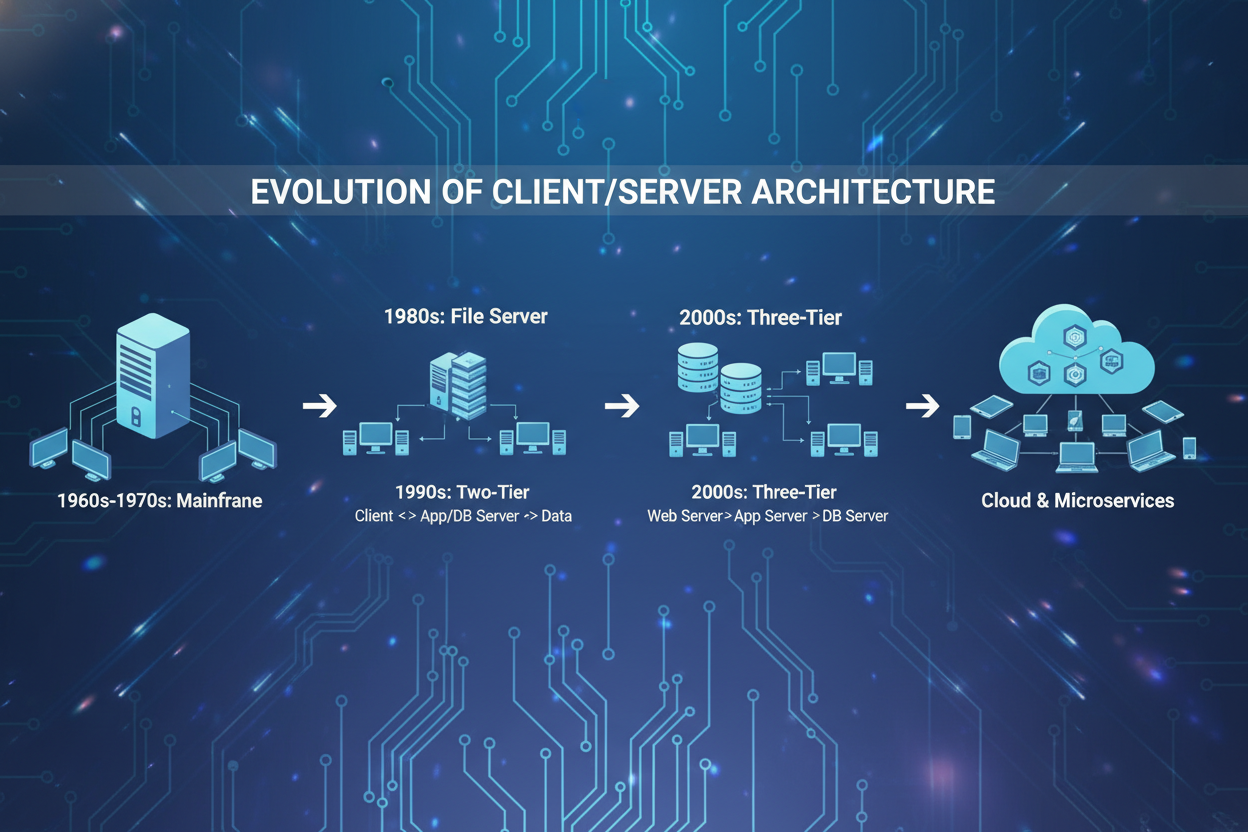 EVOLUTION OF CLIENT/SERVER ARCHITECTURE
1960s-1970s: Mainfrane
1980s: File Server
1990s: Two-Tier
Client <> App/DB Server -> Data
2000s: Three-Tier
2000s: Three-Tier
Web Server>App Server >DB Server
Cloud & Microservices